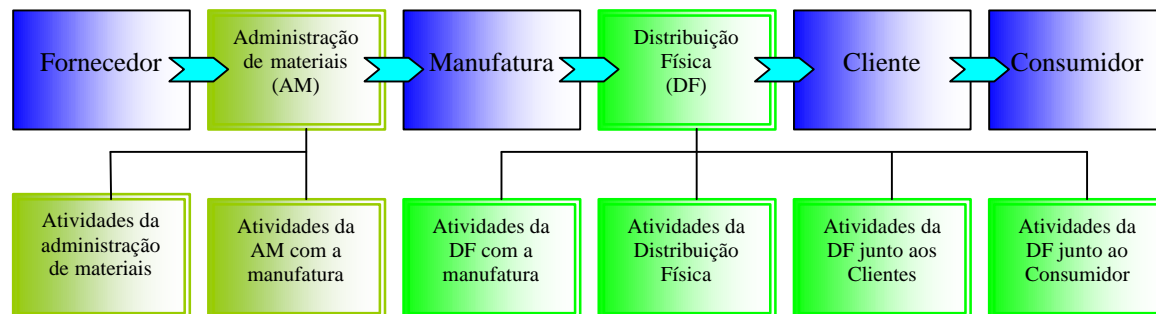 Fornecedor
Administração
de materiais
(AM)
Manufatura
Distribuição
Física
(DF)
Cliente
Consumidor
Atividades da
administração
de materiais
Atividades da
AM com a
manufatura
Atividades da
DF com a
manufatura
Atividades da
Distribuição
Física
Atividades da
DF junto aos
Clientes
Atividades da
DF junto ao
Consumidor